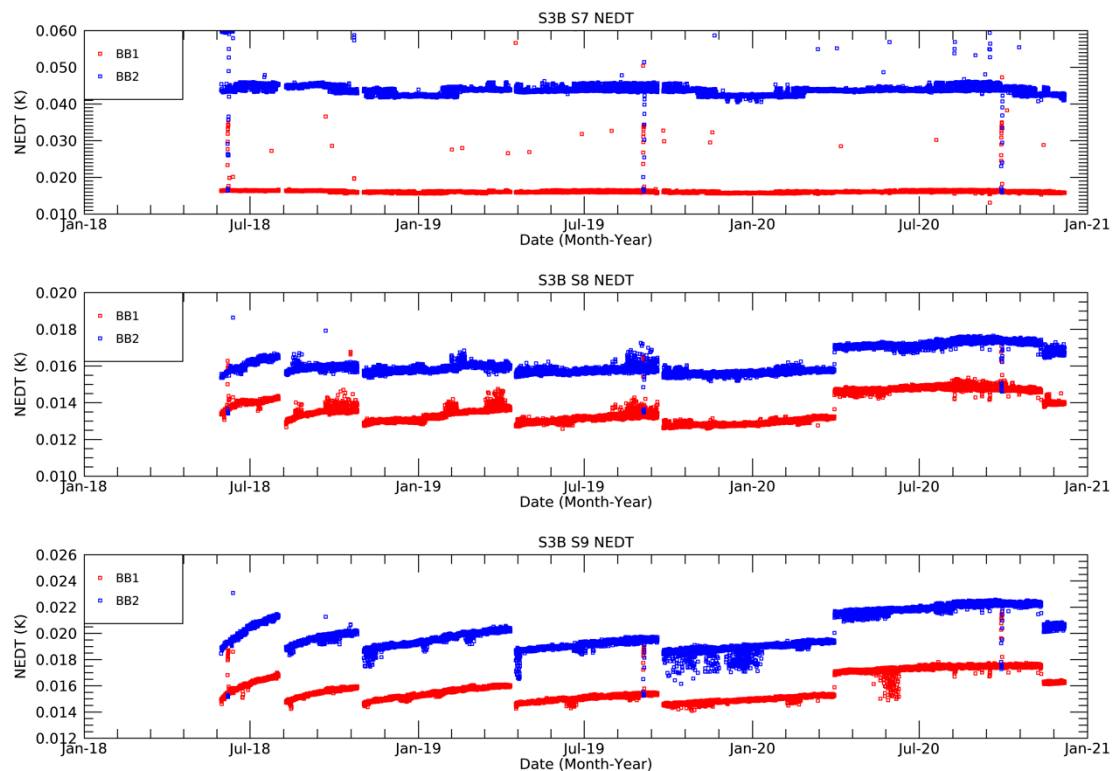 S3B S7 NEDT
0.060
BB1
0.050
BB2
0.040
NEDT (K)
0.030
0.020
0.010
Jan-18 Jul-18 Jan-19 Jul-19 Jan-20 Jul-20 Jan-21
Date (Month-Year)
S3B S8 NEDT
0.020
BB1
0.018
BB2
0.016
NEDT (K)
0.014
0.012
0.010
Jan-18 Jul-18 Jan-19 Jul-19 Jan-20 Jul-20 Jan-21
Date (Month-Year)
S3B S9 NEDT
0.026
BB1
0.024
BB2
0.022
0.020
NEDT (K)
0.018
0.016
0.014
0.012
Jan-18 Jul-18 Jan-19 Jul-19 Jan-20 Jul-20 Jan-21
Date (Month-Year)